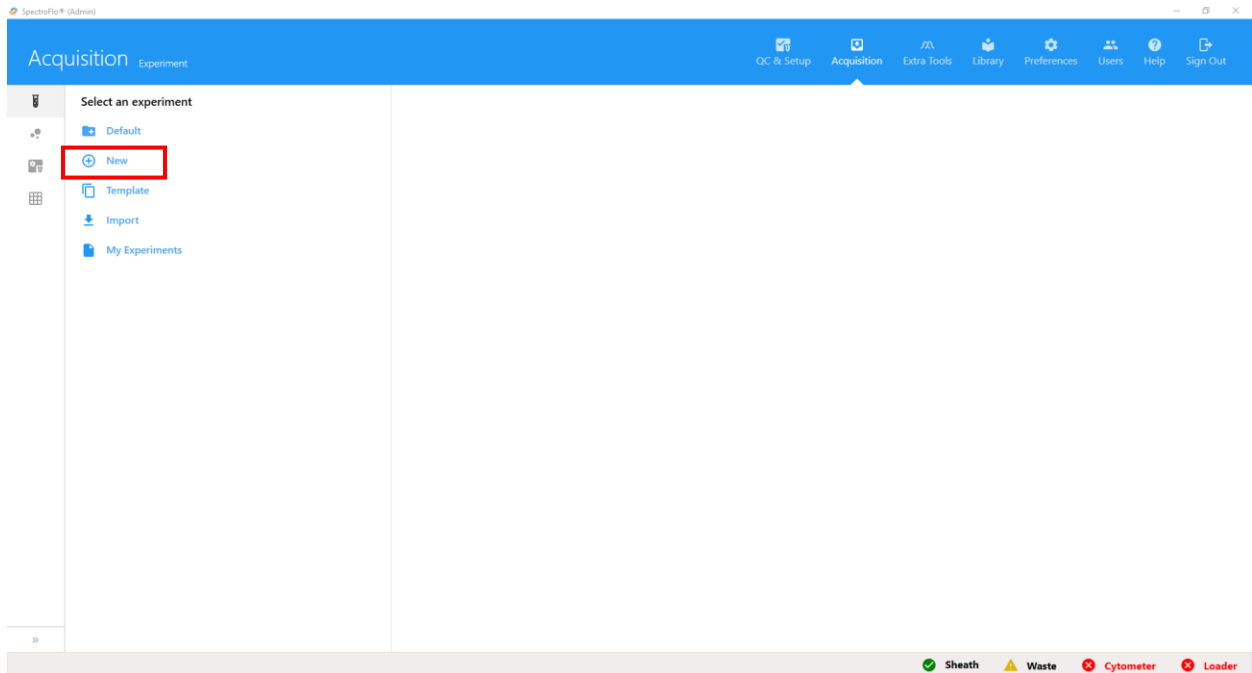 SpectroFlo® (Admin)
Acquisition Experiment
QC & Setup Acquisition Extra Tools Library Preferences Users Help Sign Out
Select an experiment
Default
New
Template
Import
My Experiments
Sheath Waste Cytometer Loader